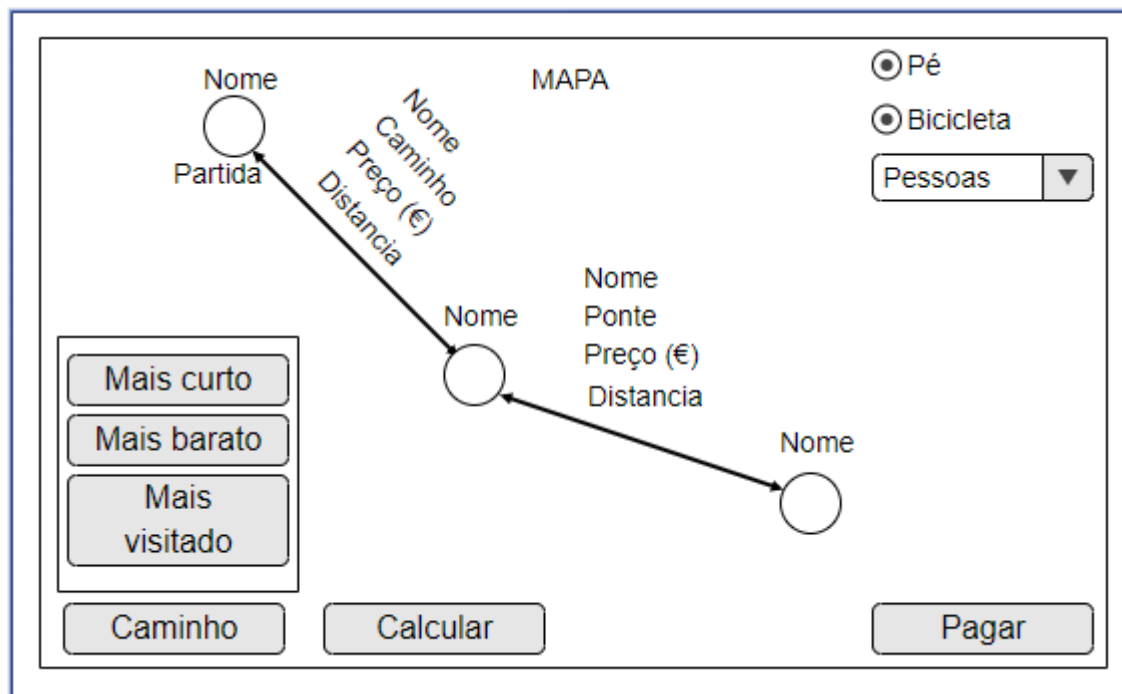 MAPA
Pé
Bicicleta
Pessoas
Nome
Partida
Nome
Caminho
Preço (€)
Distancia
Nome
Nome
Ponte
Preço (€)
Distancia
Nome
Mais curto
Mais barato
Mais
visitado
Caminho
Calcular
Pagar